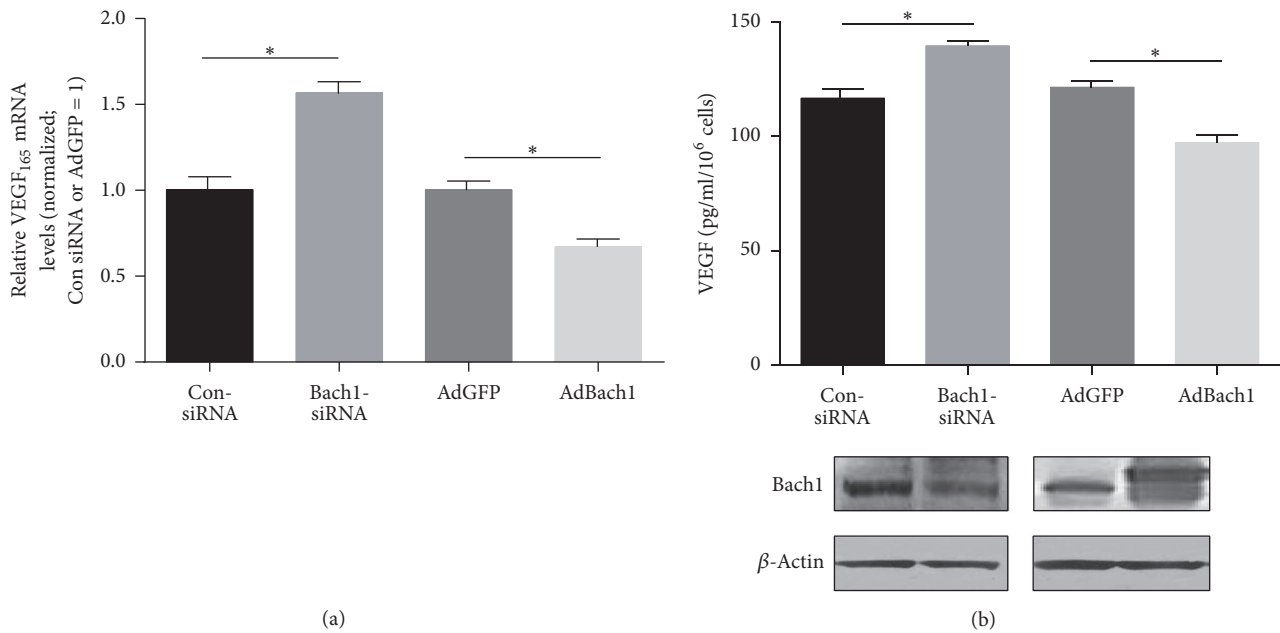 Relative VEGF₁₆₅ mRNA
levels (normalized;
Con siRNA or AdGFP = 1)
2.0
1.5
1.0
0.5
0.0
*
*
Con-
siRNA
Bach1-
siRNA
AdGFP
AdBach1
(a)
VEGF (pg/ml/10⁶ cells)
150
100
50
0
*
*
Con-
siRNA
Bach1-
siRNA
AdGFP
AdBach1
Bach1
β-Actin
(b)